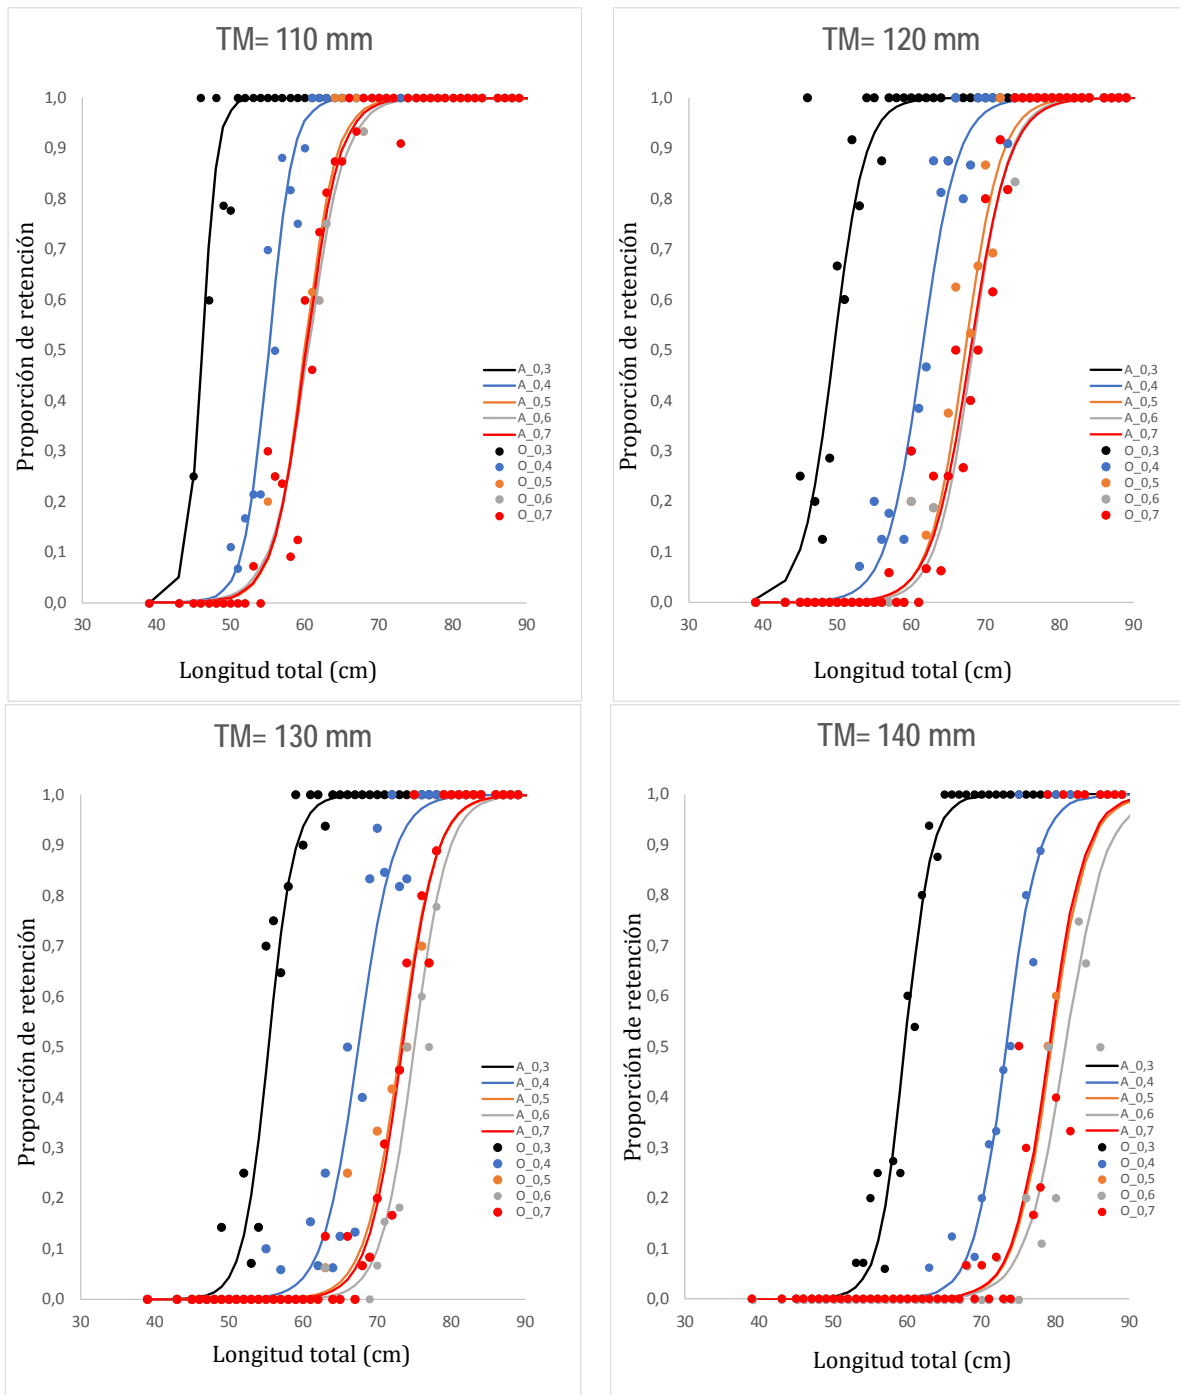 TM= 110 mm
1,0
0,9
0,8
0,7
0,6
0,5
0,4
0,3
0,2
0,1
0,0
Proporción de retención
30 40 50 60 70 80 90
Longitud total (cm)
A_0,3
A_0,4
A_0,5
A_0,6
A_0,7
O_0,3
O_0,4
O_0,5
O_0,6
O_0,7
TM= 120 mm
1,0
0,9
0,8
0,7
0,6
0,5
0,4
0,3
0,2
0,1
0,0
Proporción de retención
30 40 50 60 70 80 90
Longitud total (cm)
A_0,3
A_0,4
A_0,5
A_0,6
A_0,7
O_0,3
O_0,4
O_0,5
O_0,6
O_0,7
TM= 130 mm
1,0
0,9
0,8
0,7
0,6
0,5
0,4
0,3
0,2
0,1
0,0
Proporción de retención
30 40 50 60 70 80 90
Longitud total (cm)
A_0,3
A_0,4
A_0,5
A_0,6
A_0,7
O_0,3
O_0,4
O_0,5
O_0,6
O_0,7
TM= 140 mm
1,0
0,9
0,8
0,7
0,6
0,5
0,4
0,3
0,2
0,1
0,0
Proporción de retención
30 40 50 60 70 80 90
Longitud total (cm)
A_0,3
A_0,4
A_0,5
A_0,6
A_0,7
O_0,3
O_0,4
O_0,5
O_0,6
O_0,7